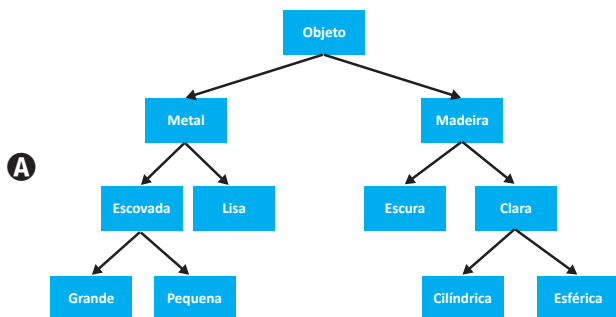 Objeto
Metal
Madeira
A
Escovada
Lisa
Escura
Clara
Grande
Pequena
Cilíndrica
Esférica